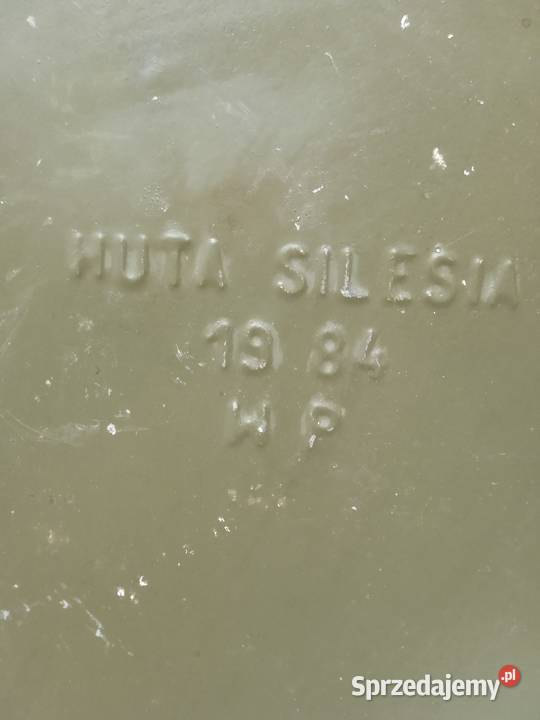 HUTA SILESIA
19 84
W P
Sprzedajemy.pl